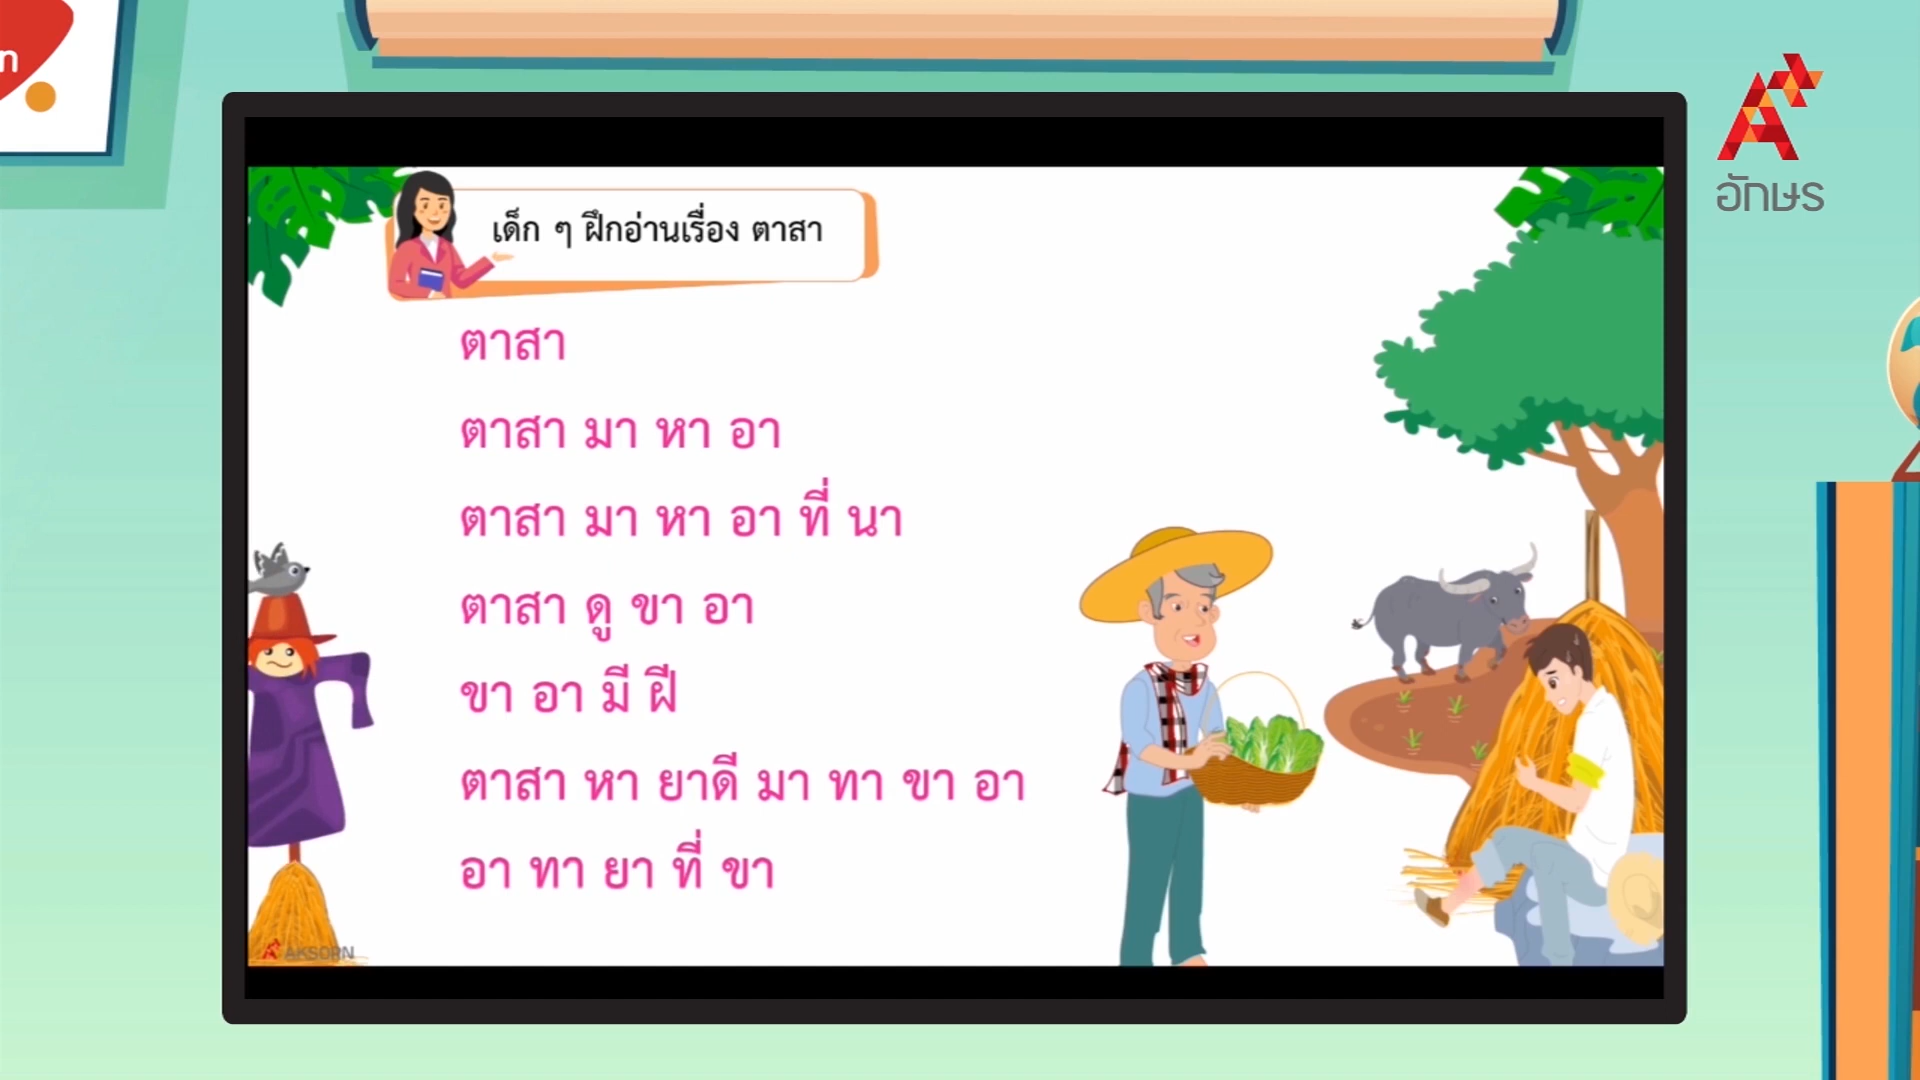 อักษร
เด็ก ๆ ฝึกอ่านเรื่อง ตาสา
ตาสา
ตาสา มา หา อา
ตาสา มา หา อา ที่ นา
ตาสา ดู ขา อา
ขา อา มี ฝี
ตาสา หา ยาดี มา ทา ขา อา
อา ทา ยา ที่ ขา
AKSORN